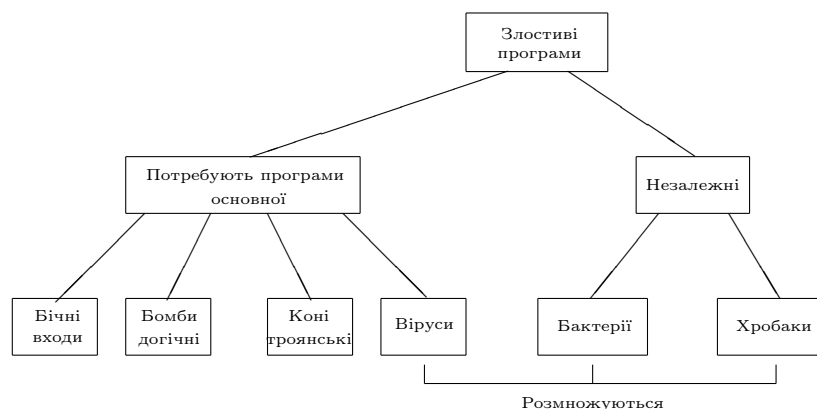 Злостиві
програми
Потребують програми
основної
Незалежні
Бічні
входи
Бомби
догічні
Коні
троянські
Віруси
Бактерії
Хробаки
Розмножуються